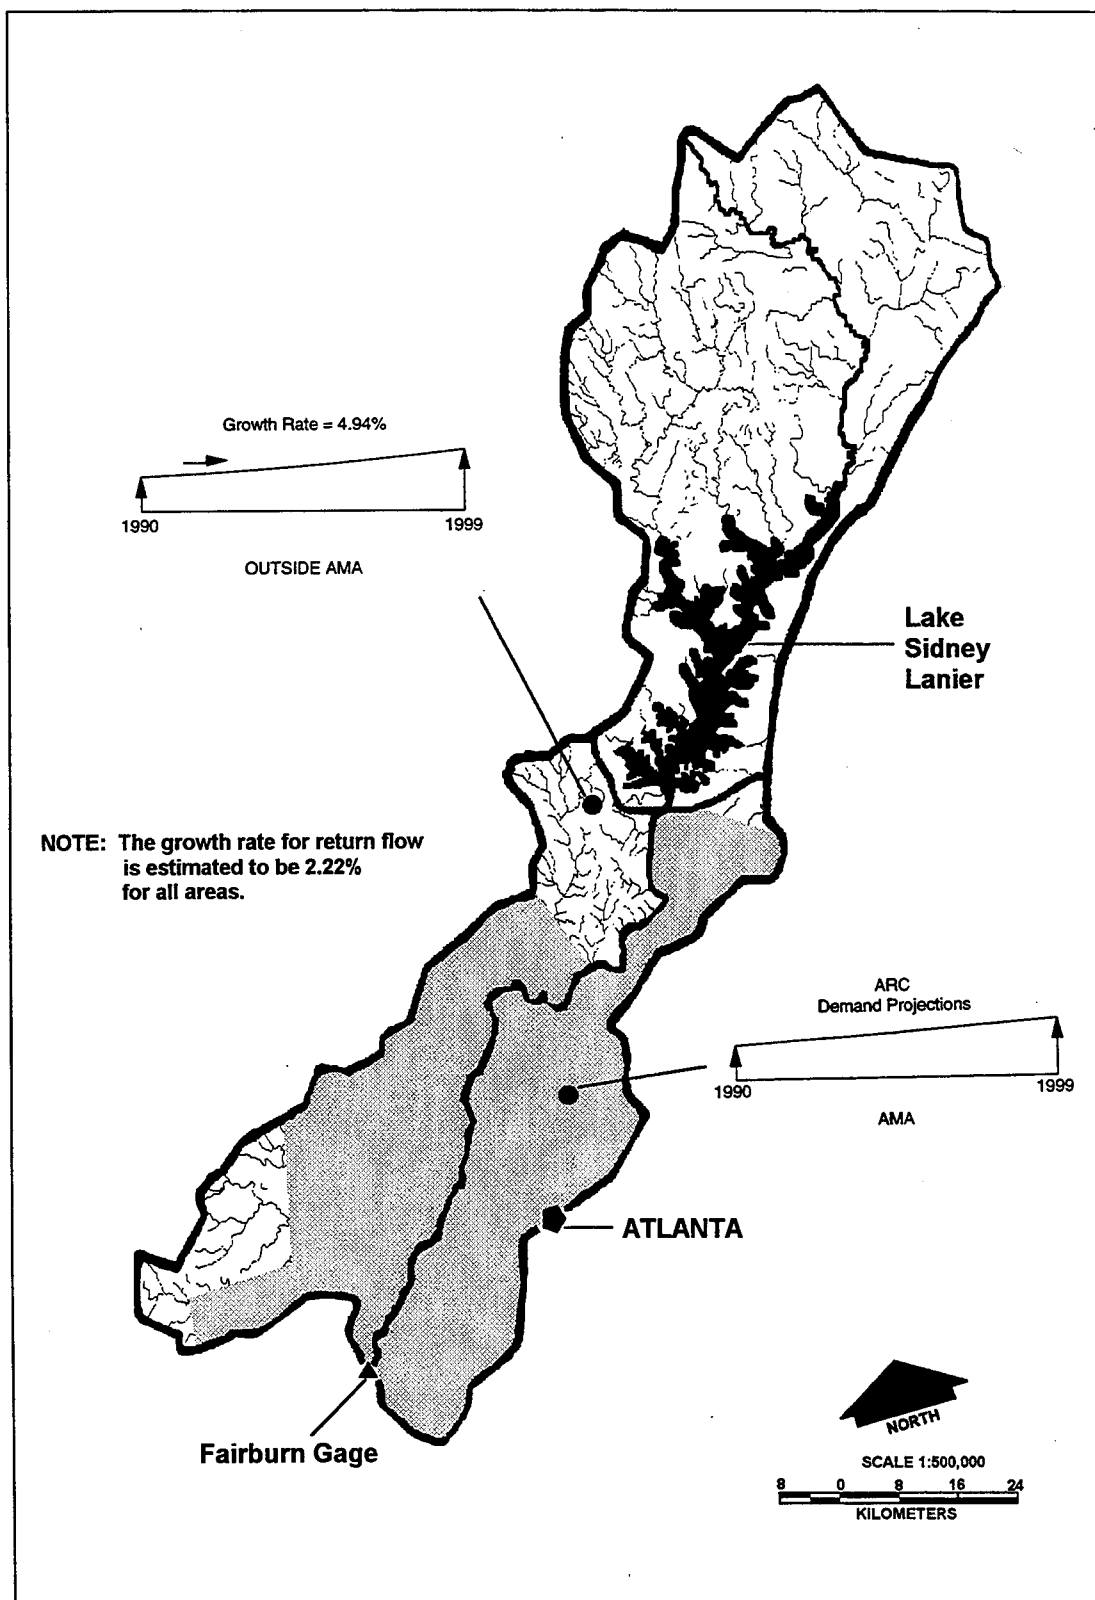 Growth Rate = 4.94%
1990
1999
OUTSIDE AMA
Lake
Sidney
Lanier
NOTE: The growth rate for return flow
is estimated to be 2.22%
for all areas.
ARC
Demand Projections
1990
1999
AMA
ATLANTA
Fairburn Gage
NORTH
SCALE 1:500,000
8 0 8 16 24
KILOMETERS